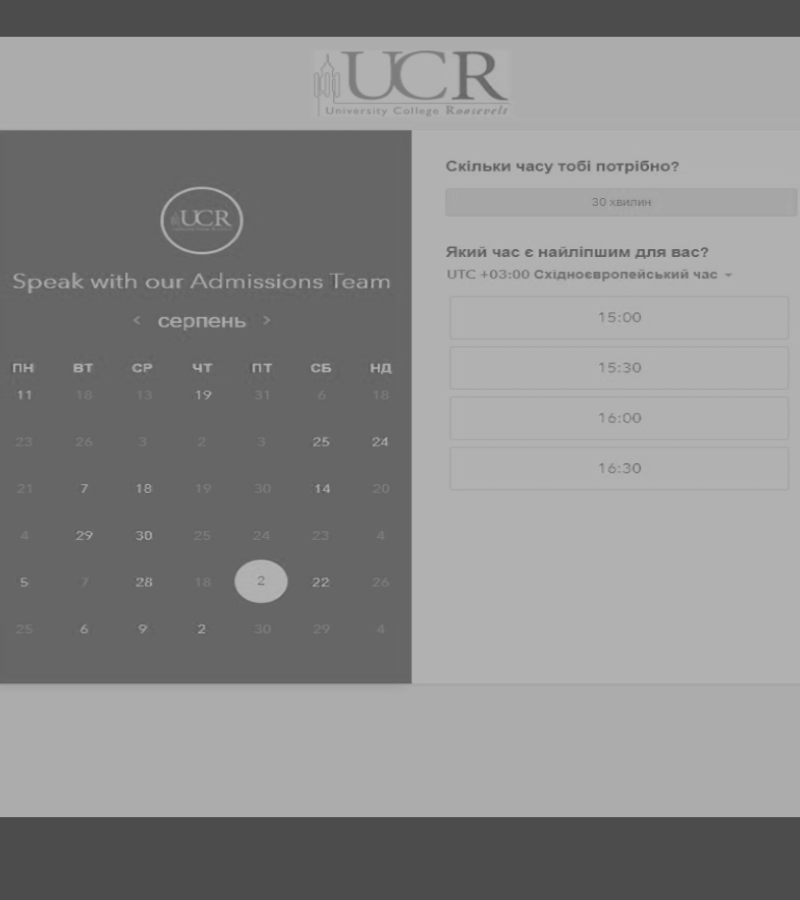 UCR
University College Roosevelt
UCR
Speak with our Admissions Team
< серпень >
ПН ВТ СР ЧТ ПТ СБ НД
11 18 13 19 31 6 18
23 26 3 2 3 25 24
21 7 18 19 30 14 20
4 29 30 25 24 23 4
5 7 28 18 2 22 26
25 6 9 2 30 29 4
Скільки часу тобі потрібно?
30 хвилин
Який час є найліпшим для вас?
UTC +03:00 Східноєвропейський час
15:00
15:30
16:00
16:30